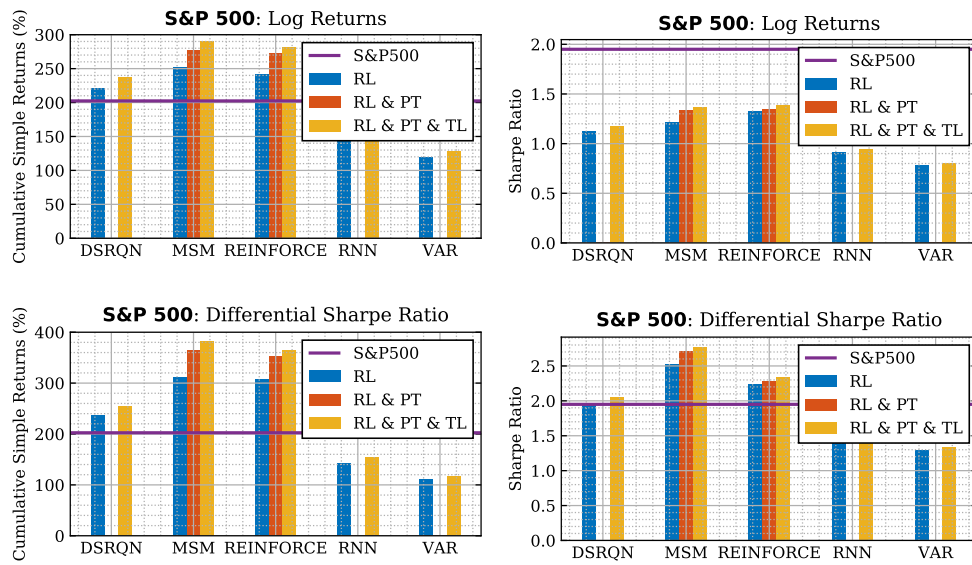 S&P 500: Log Returns
Cumulative Simple Returns (%)
300
250
200
150
100
50
0
S&P500
RL
RL & PT
RL & PT & TL
DSRQN MSM REINFORCE RNN VAR
S&P 500: Log Returns
Sharpe Ratio
2.0
1.5
1.0
0.5
0.0
S&P500
RL
RL & PT
RL & PT & TL
DSRQN MSM REINFORCE RNN VAR
S&P 500: Differential Sharpe Ratio
Cumulative Simple Returns (%)
400
300
200
100
0
S&P500
RL
RL & PT
RL & PT & TL
DSRQN MSM REINFORCE RNN VAR
S&P 500: Differential Sharpe Ratio
Sharpe Ratio
2.5
2.0
1.5
1.0
0.5
0.0
S&P500
RL
RL & PT
RL & PT & TL
DSRQN MSM REINFORCE RNN VAR